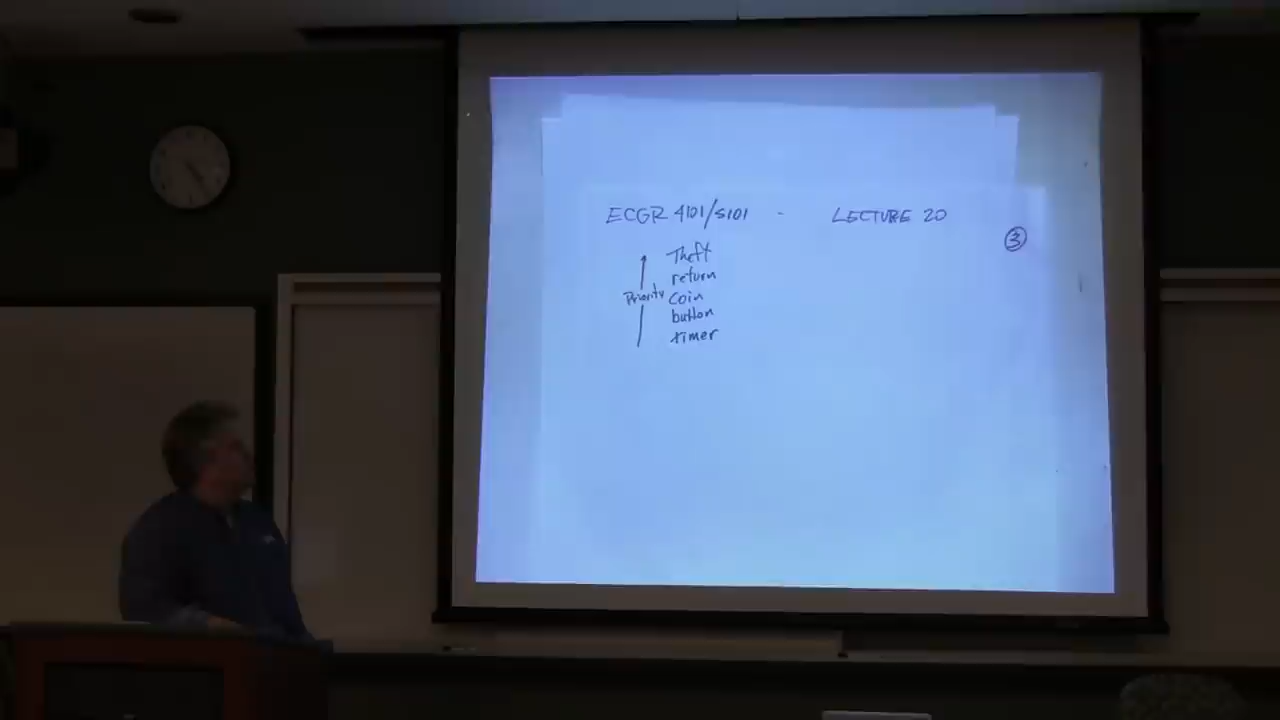 ECGR 4101/5101 - LECTURE 20
③
Theft
return
Priority coin
button
timer